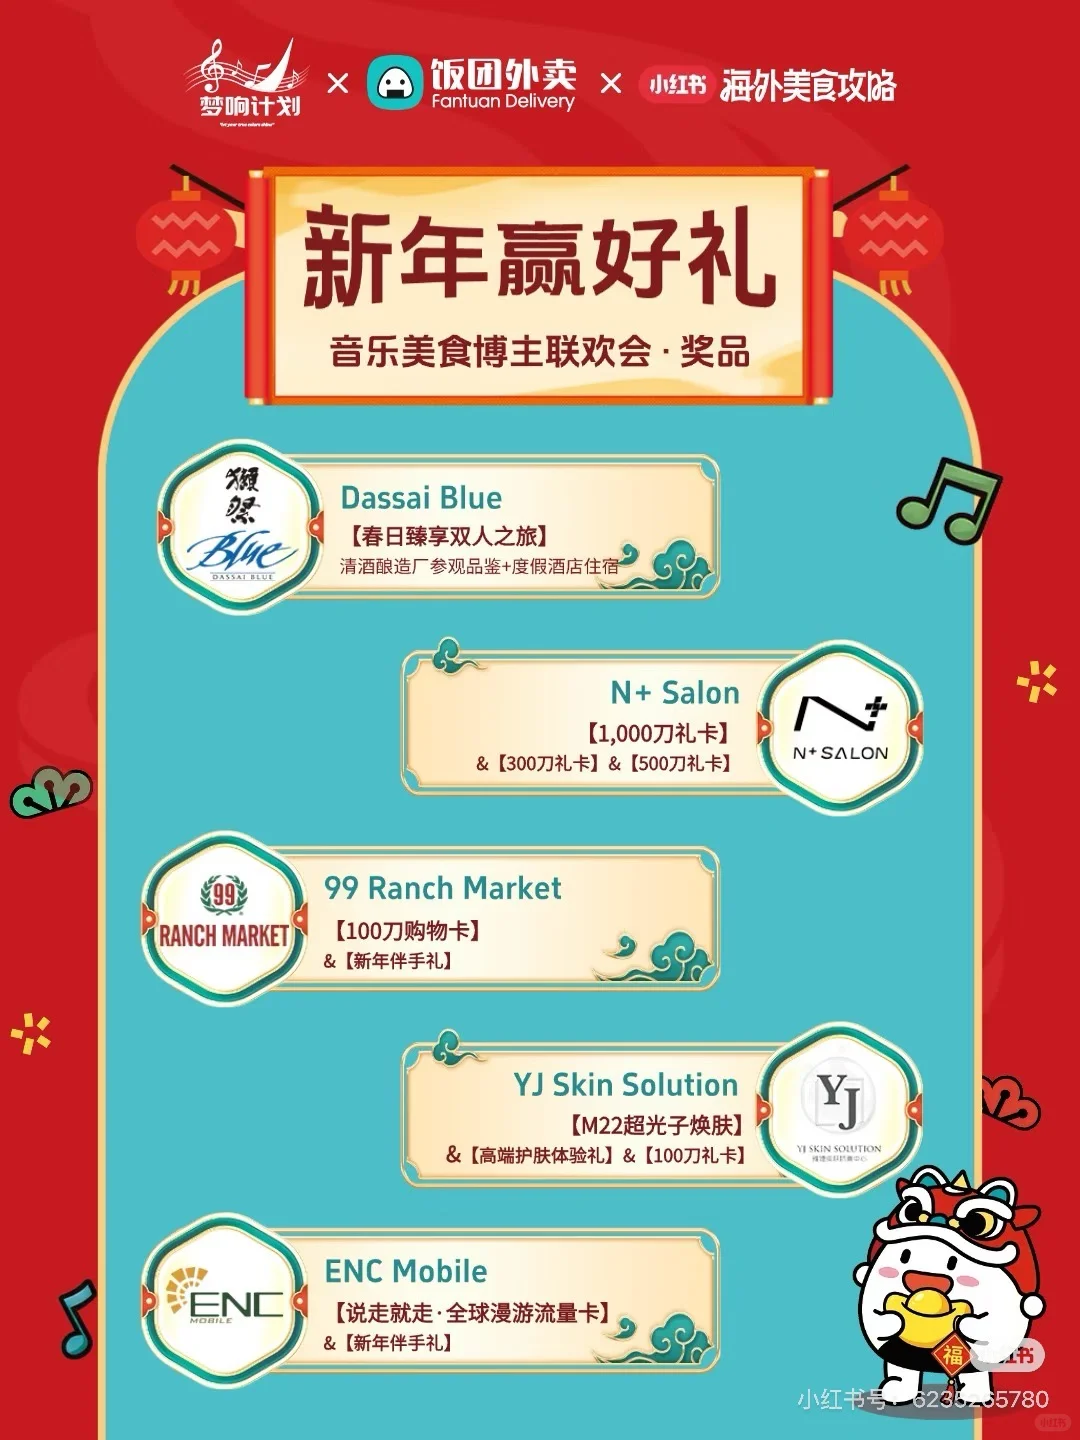 梦响计划
×
饭团外卖
Fantuan Delivery
×
小红书 海外美食攻略
新年赢好礼
音乐美食博主联欢会·奖品
獭祭
Blue
DASSAI BLUE
Dassai Blue
【春日臻享双人之旅】
清酒酿造厂参观品鉴+度假酒店住宿
N+ Salon
【1,000刀礼卡】
&【300刀礼卡】&【500刀礼卡】
N+
N+SALON
99
RANCH MARKET
99 Ranch Market
【100刀购物卡】
&【新年伴手礼】
YJ Skin Solution
【M22超光子焕肤】
&【高端护肤体验礼】&【100刀礼卡】
YJ
YJ SKIN SOLUTION
ENC
MOBILE
ENC Mobile
【说走就走·全球漫游流量卡】
&【新年伴手礼】
福
小红书号：6235265780